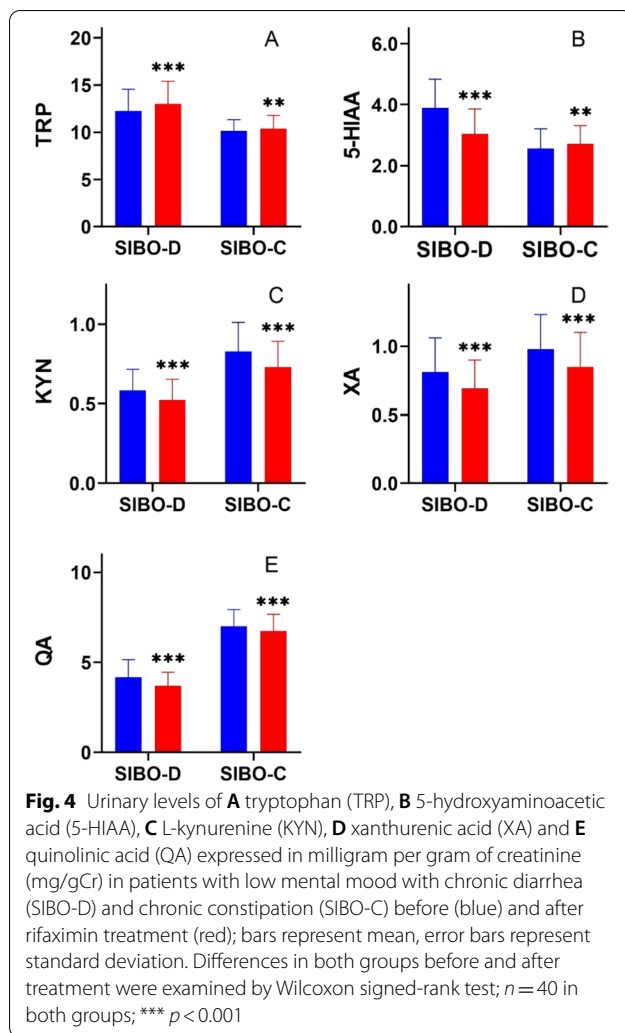 A
20
15
10
5
0
TRP
***
**
SIBO-D SIBO-C
B
6.0
4.0
2.0
0.0
5-HIAA
***
**
SIBO-D SIBO-C
C
1.0
0.5
0.0
KYN
***
***
SIBO-D SIBO-C
D
1.0
0.5
0.0
XA
***
***
SIBO-D SIBO-C
E
10
5
0
QA
***
***
SIBO-D SIBO-C
Fig. 4 Urinary levels of A tryptophan (TRP), B 5-hydroxyaminoacetic
acid (5-HIAA), C L-kynurenine (KYN), D xanthurenic acid (XA) and E
quinolinic acid (QA) expressed in milligram per gram of creatinine
(mg/gCr) in patients with low mental mood with chronic diarrhea
(SIBO-D) and chronic constipation (SIBO-C) before (blue) and after
rifaximin treatment (red); bars represent mean, error bars represent
standard deviation. Differences in both groups before and after
treatment were examined by Wilcoxon signed-rank test; n = 40 in
both groups; *** p < 0.001